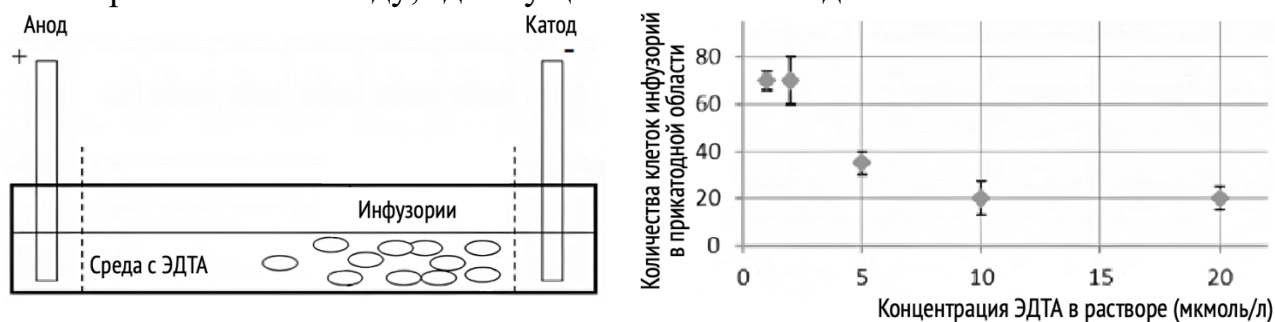 Анод
Катод
+
-
Инфузории
Среда с ЭДТА
Количества клеток инфузорий
в прикатодной области
80
60
40
20
0
0
5
10
15
20
Концентрация ЭДТА в растворе (мкмоль/л)